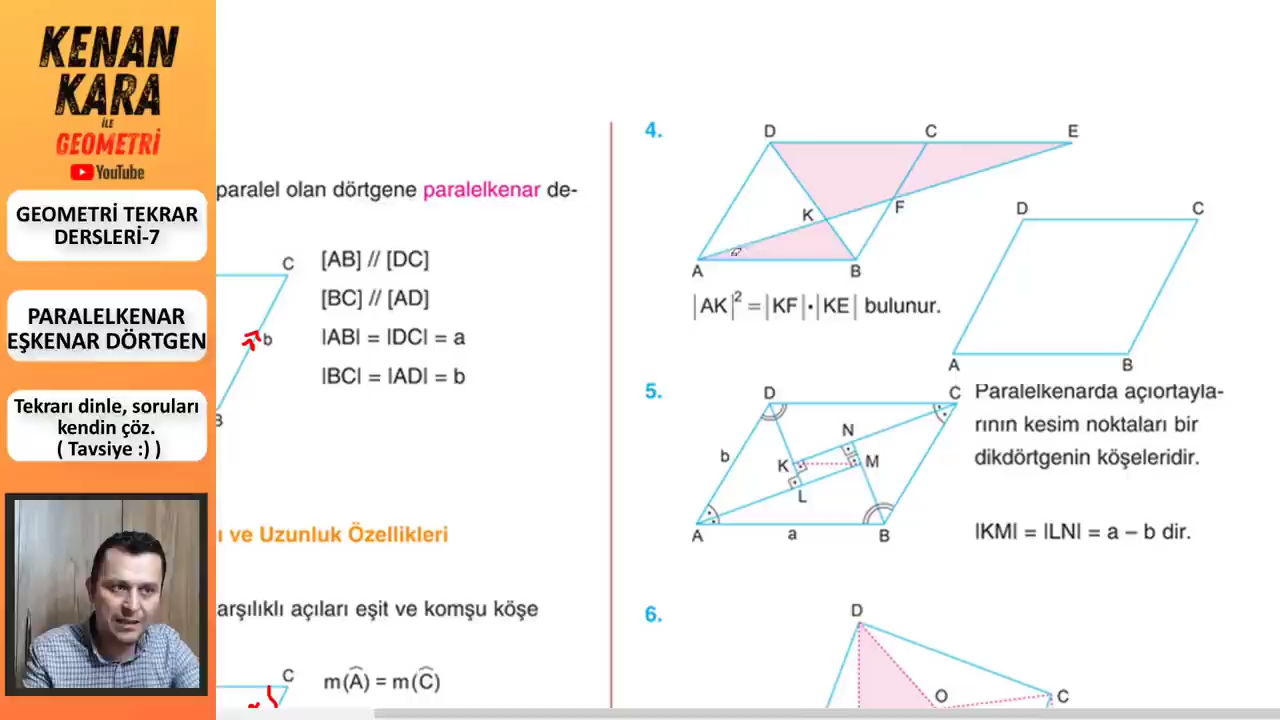 KENAN
KARA
İLE
GEOMETRİ
YouTube
GEOMETRİ TEKRAR
DERSLERİ-7
PARALELKENAR
EŞKENAR DÖRTGEN
Tekrarı dinle, soruları
kendin çöz.
( Tavsiye :) )
paralel olan dörtgene paralelkenar de-
C
b
B
[AB] // [DC]
[BC] // [AD]
|AB| = |DC| = a
|BC| = |AD| = b
ı ve Uzunluk Özellikleri
arşılıklı açıları eşit ve komşu köşe
C
m(A) = m(C)
4.
D C E
K F
A B
|AK|² = |KF|·|KE| bulunur.
D C
A B
5.
D C
N
b K M
L
A a B
Paralelkenarda açıortayla-
rının kesim noktaları bir
dikdörtgenin köşeleridir.
|KM| = |LN| = a – b dir.
6.
D
O C